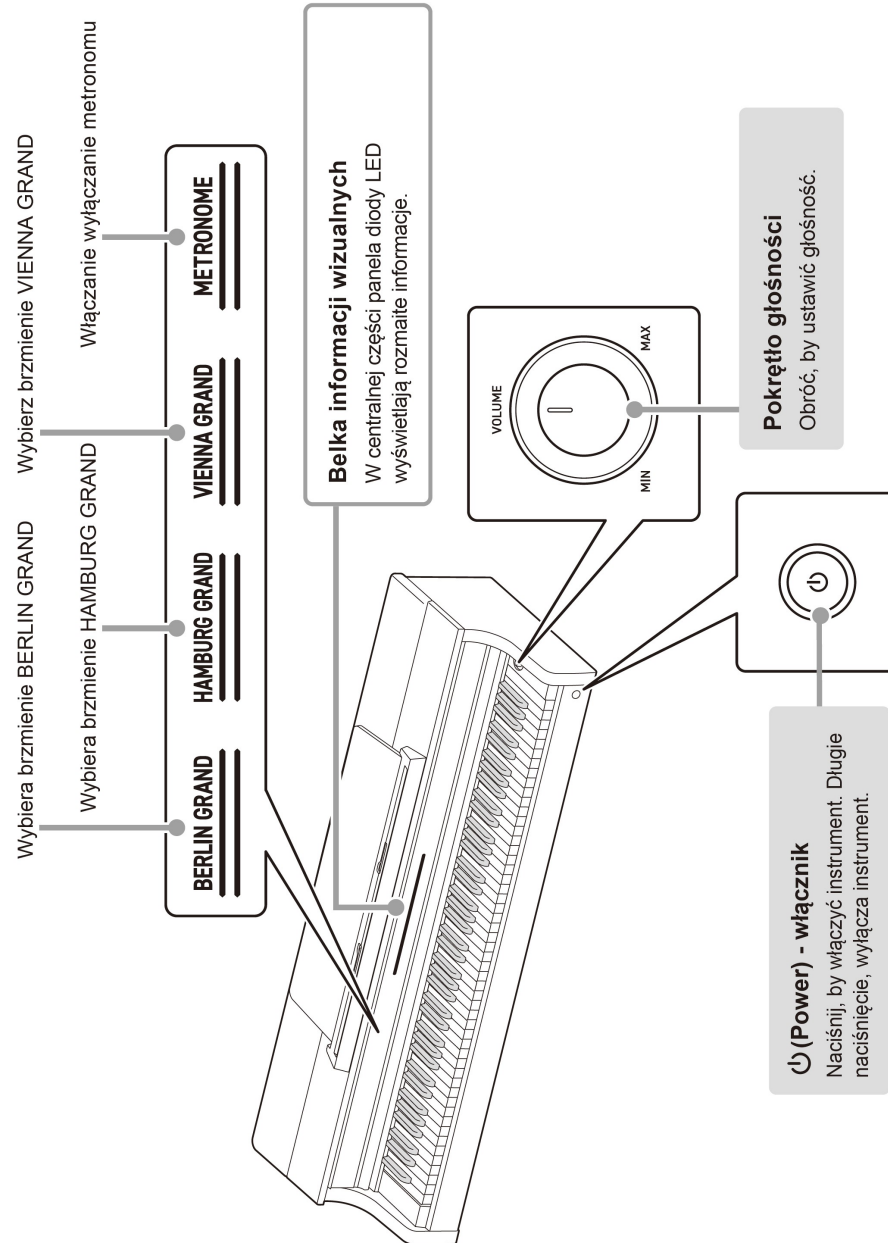 Wybiera brzmienie BERLIN GRAND
Wybierz brzmienie VIENNA GRAND
Wybiera brzmienie HAMBURG GRAND
Włączanie wyłączanie metronomu
BERLIN GRAND
HAMBURG GRAND
VIENNA GRAND
METRONOME
Belka informacji wizualnych
W centralnej części panela diody LED
wyświetlają rozmaite informacje.
VOLUME
MIN
MAX
Pokrętło głośności
Obróć, by ustawić głośność.
⏻ (Power) - włącznik
Naciśnij, by włączyć instrument. Długie
naciśnięcie, wyłącza instrument.